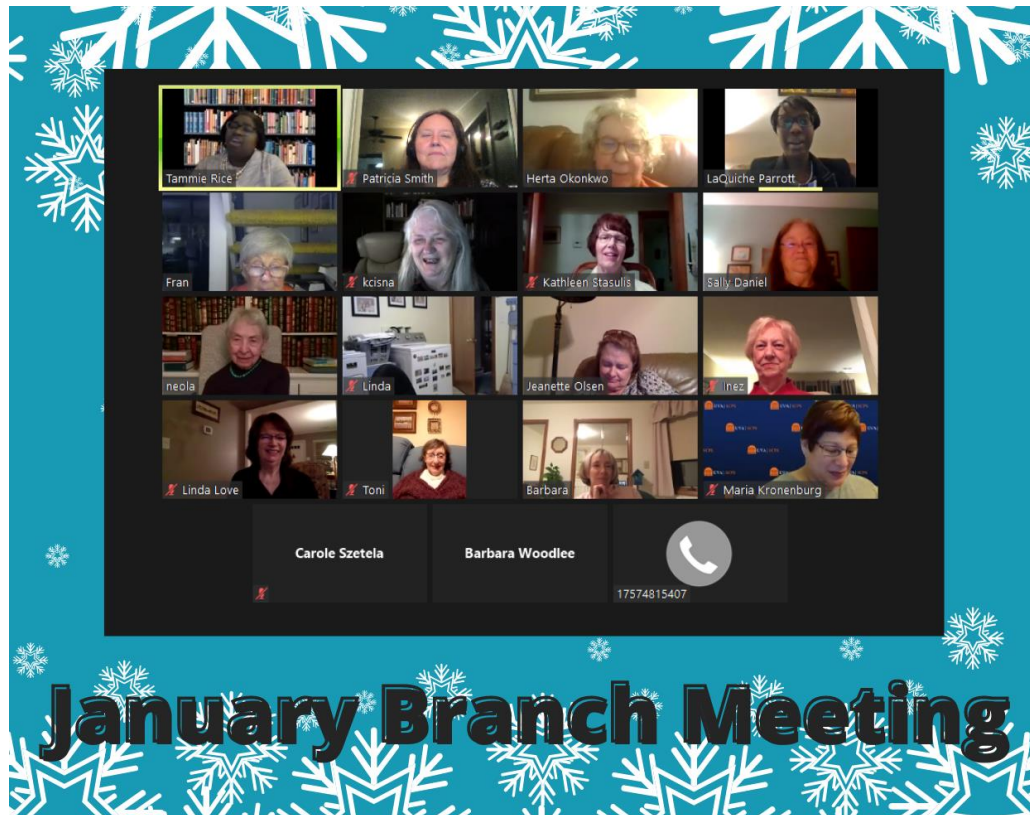 Tammie Rice
Patricia Smith
Herta Okonkwo
LaQuiche Parrott
Fran
kcisna
Kathleen Stasulis
Sally Daniel
neola
Linda
Jeanette Olsen
Inez
Linda Love
Toni
Barbara
Maria Kronenburg
Carole Szetela
Barbara Woodlee
17574815407
January Branch Meeting